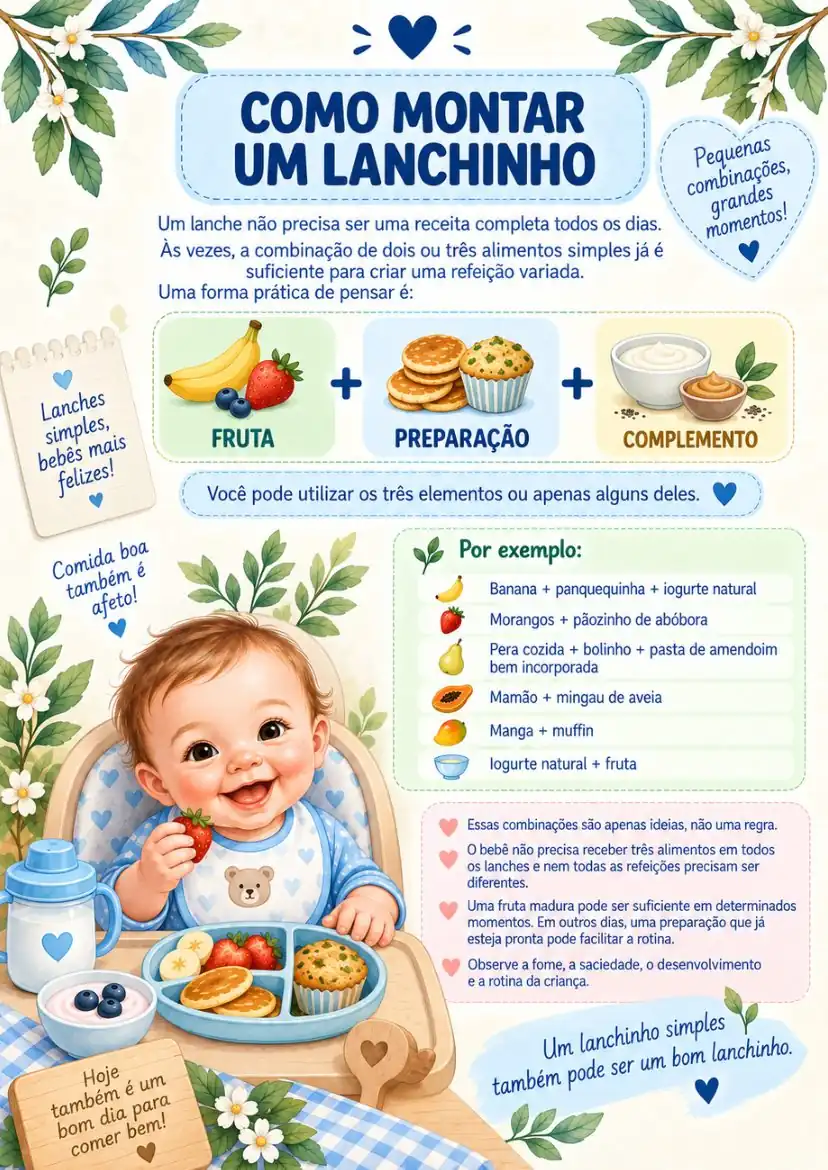 COMO MONTAR
UM LANCHINHO
Pequenas
combinações,
grandes
momentos!
Um lanche não precisa ser uma receita completa todos os dias.
Às vezes, a combinação de dois ou três alimentos simples já é
suficiente para criar uma refeição variada.
Uma forma prática de pensar é:
Lanches
simples,
bebês mais
felizes!
FRUTA
+
PREPARAÇÃO
+
COMPLEMENTO
Você pode utilizar os três elementos ou apenas alguns deles.
Comida boa
também é
afeto!
Por exemplo:
Banana + panquequinha + iogurte natural
Morangos + pãozinho de abóbora
Pera cozida + bolinho + pasta de amendoim
bem incorporada
Mamão + mingau de aveia
Manga + muffin
Iogurte natural + fruta
Essas combinações são apenas ideias, não uma regra.
O bebê não precisa receber três alimentos em todos
os lanches e nem todas as refeições precisam ser
diferentes.
Uma fruta madura pode ser suficiente em determinados
momentos. Em outros dias, uma preparação que já
esteja pronta pode facilitar a rotina.
Observe a fome, a saciedade, o desenvolvimento
e a rotina da criança.
Um lanchinho simples
também pode ser um bom lanchinho.
Hoje
também é um
bom dia para
comer bem!